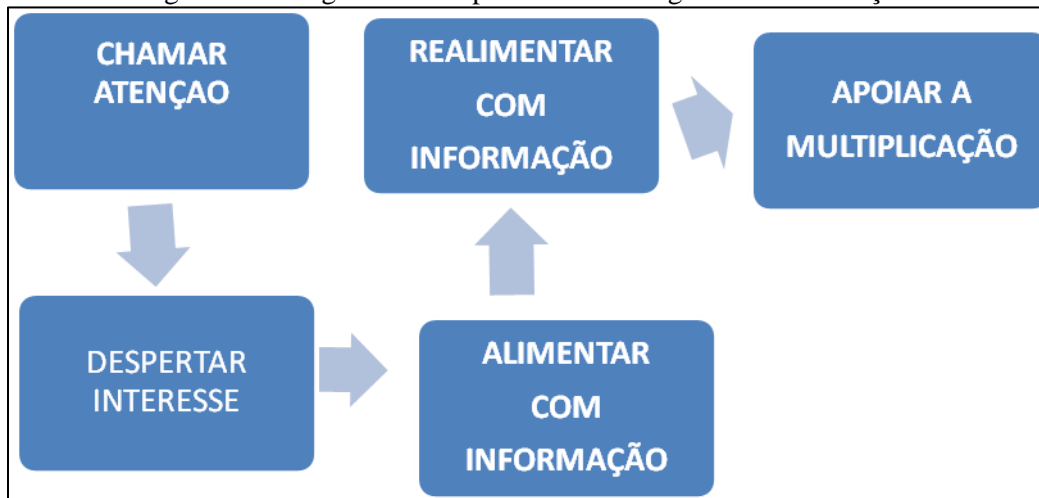 CHAMAR
ATENÇAO
DESPERTAR
INTERESSE
ALIMENTAR
COM
INFORMAÇÃO
REALIMENTAR
COM
INFORMAÇÃO
APOIAR A
MULTIPLICAÇÃO